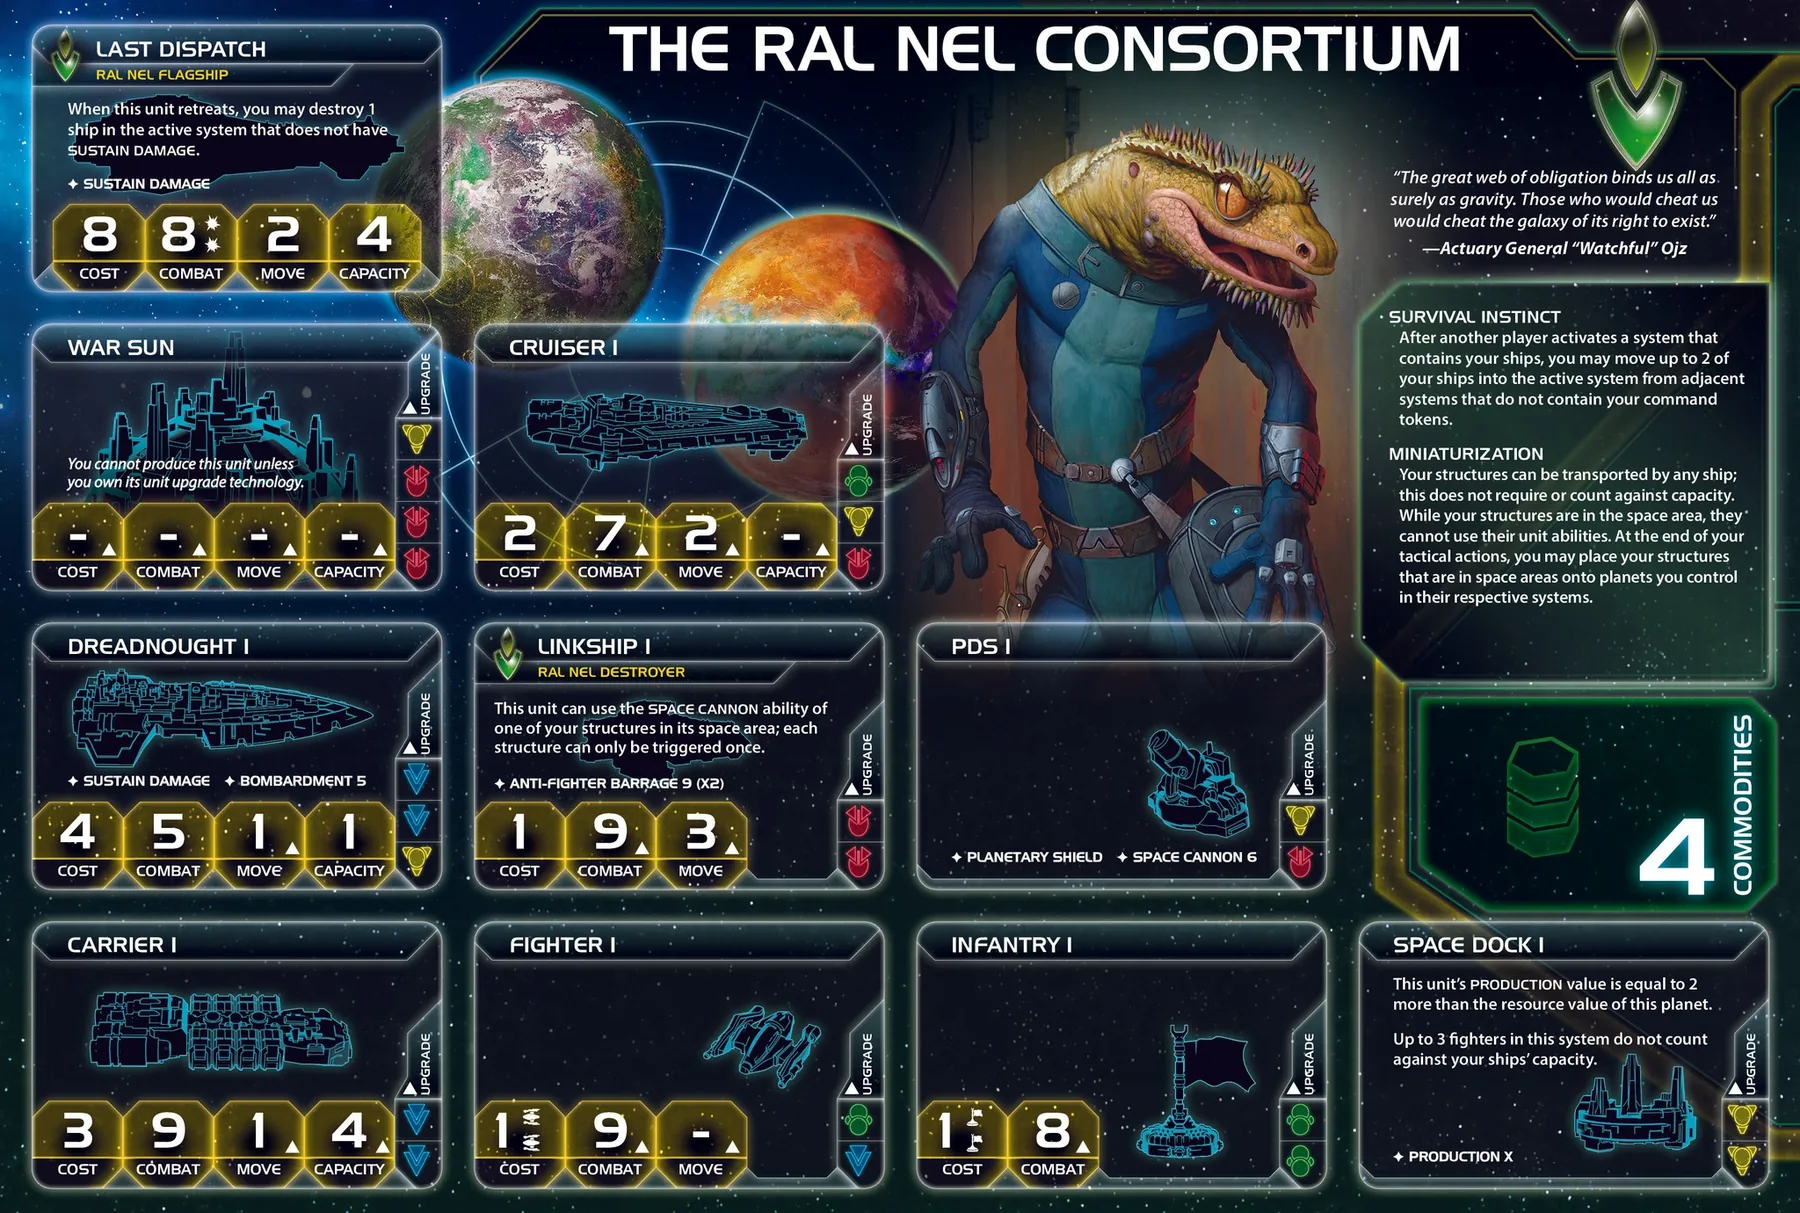 THE RAL NEL CONSORTIUM
LAST DISPATCH
RAL NEL FLAGSHIP
When this unit retreats, you may destroy 1
ship in the active system that does not have
SUSTAIN DAMAGE.
✦ SUSTAIN DAMAGE
8 8 2 4
COST COMBAT MOVE CAPACITY
“The great web of obligation binds us all as
surely as gravity. Those who would cheat us
would cheat the galaxy of its right to exist.”
—Actuary General “Watchful” Ojz
SURVIVAL INSTINCT
After another player activates a system that
contains your ships, you may move up to 2 of
your ships into the active system from adjacent
systems that do not contain your command
tokens.
MINIATURIZATION
Your structures can be transported by any ship;
this does not require or count against capacity.
While your structures are in the space area, they
cannot use their unit abilities. At the end of your
tactical actions, you may place your structures
that are in space areas onto planets you control
in their respective systems.
WAR SUN
UPGRADE
You cannot produce this unit unless
you own its unit upgrade technology.
- - - -
COST COMBAT MOVE CAPACITY
CRUISER I
UPGRADE
2 7 2 -
COST COMBAT MOVE CAPACITY
DREADNOUGHT I
UPGRADE
✦ SUSTAIN DAMAGE ✦ BOMBARDMENT 5
4 5 1 1
COST COMBAT MOVE CAPACITY
LINKSHIP I
RAL NEL DESTROYER
This unit can use the SPACE CANNON ability of
one of your structures in its space area; each
structure can only be triggered once.
UPGRADE
✦ ANTI-FIGHTER BARRAGE 9 (X2)
1 9 3
COST COMBAT MOVE
PDS I
UPGRADE
✦ PLANETARY SHIELD ✦ SPACE CANNON 6
4
COMMODITIES
CARRIER I
UPGRADE
3 9 1 4
COST COMBAT MOVE CAPACITY
FIGHTER I
UPGRADE
1 9 -
COST COMBAT MOVE
INFANTRY I
UPGRADE
1 8
COST COMBAT
SPACE DOCK I
This unit’s PRODUCTION value is equal to 2
more than the resource value of this planet.
Up to 3 fighters in this system do not count
against your ships’ capacity.
UPGRADE
✦ PRODUCTION X